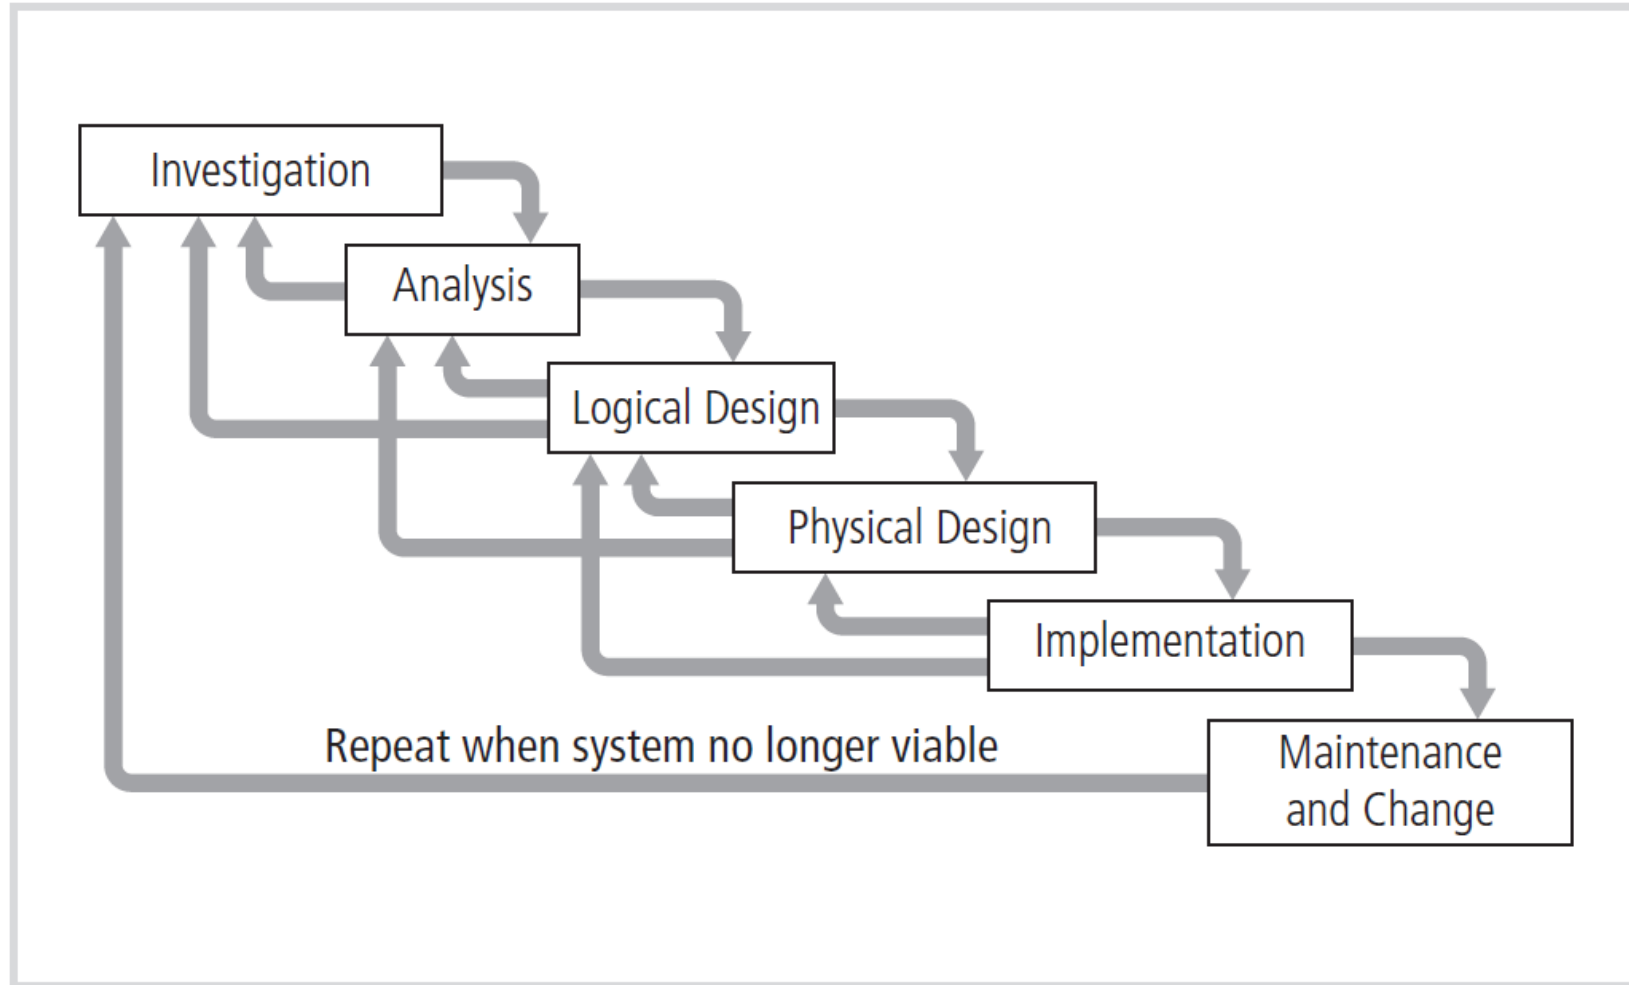 Investigation
Analysis
Logical Design
Physical Design
Implementation
Repeat when system no longer viable
Maintenance
and Change